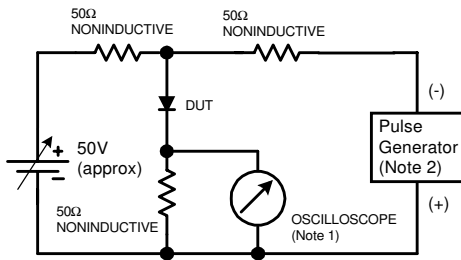 50Ω
NONINDUCTIVE
50Ω
NONINDUCTIVE
DUT
(-)
+
50V
(approx)
Pulse
Generator
(Note 2)
50Ω
NONINDUCTIVE
OSCILLOSCOPE
(Note 1)
(+)